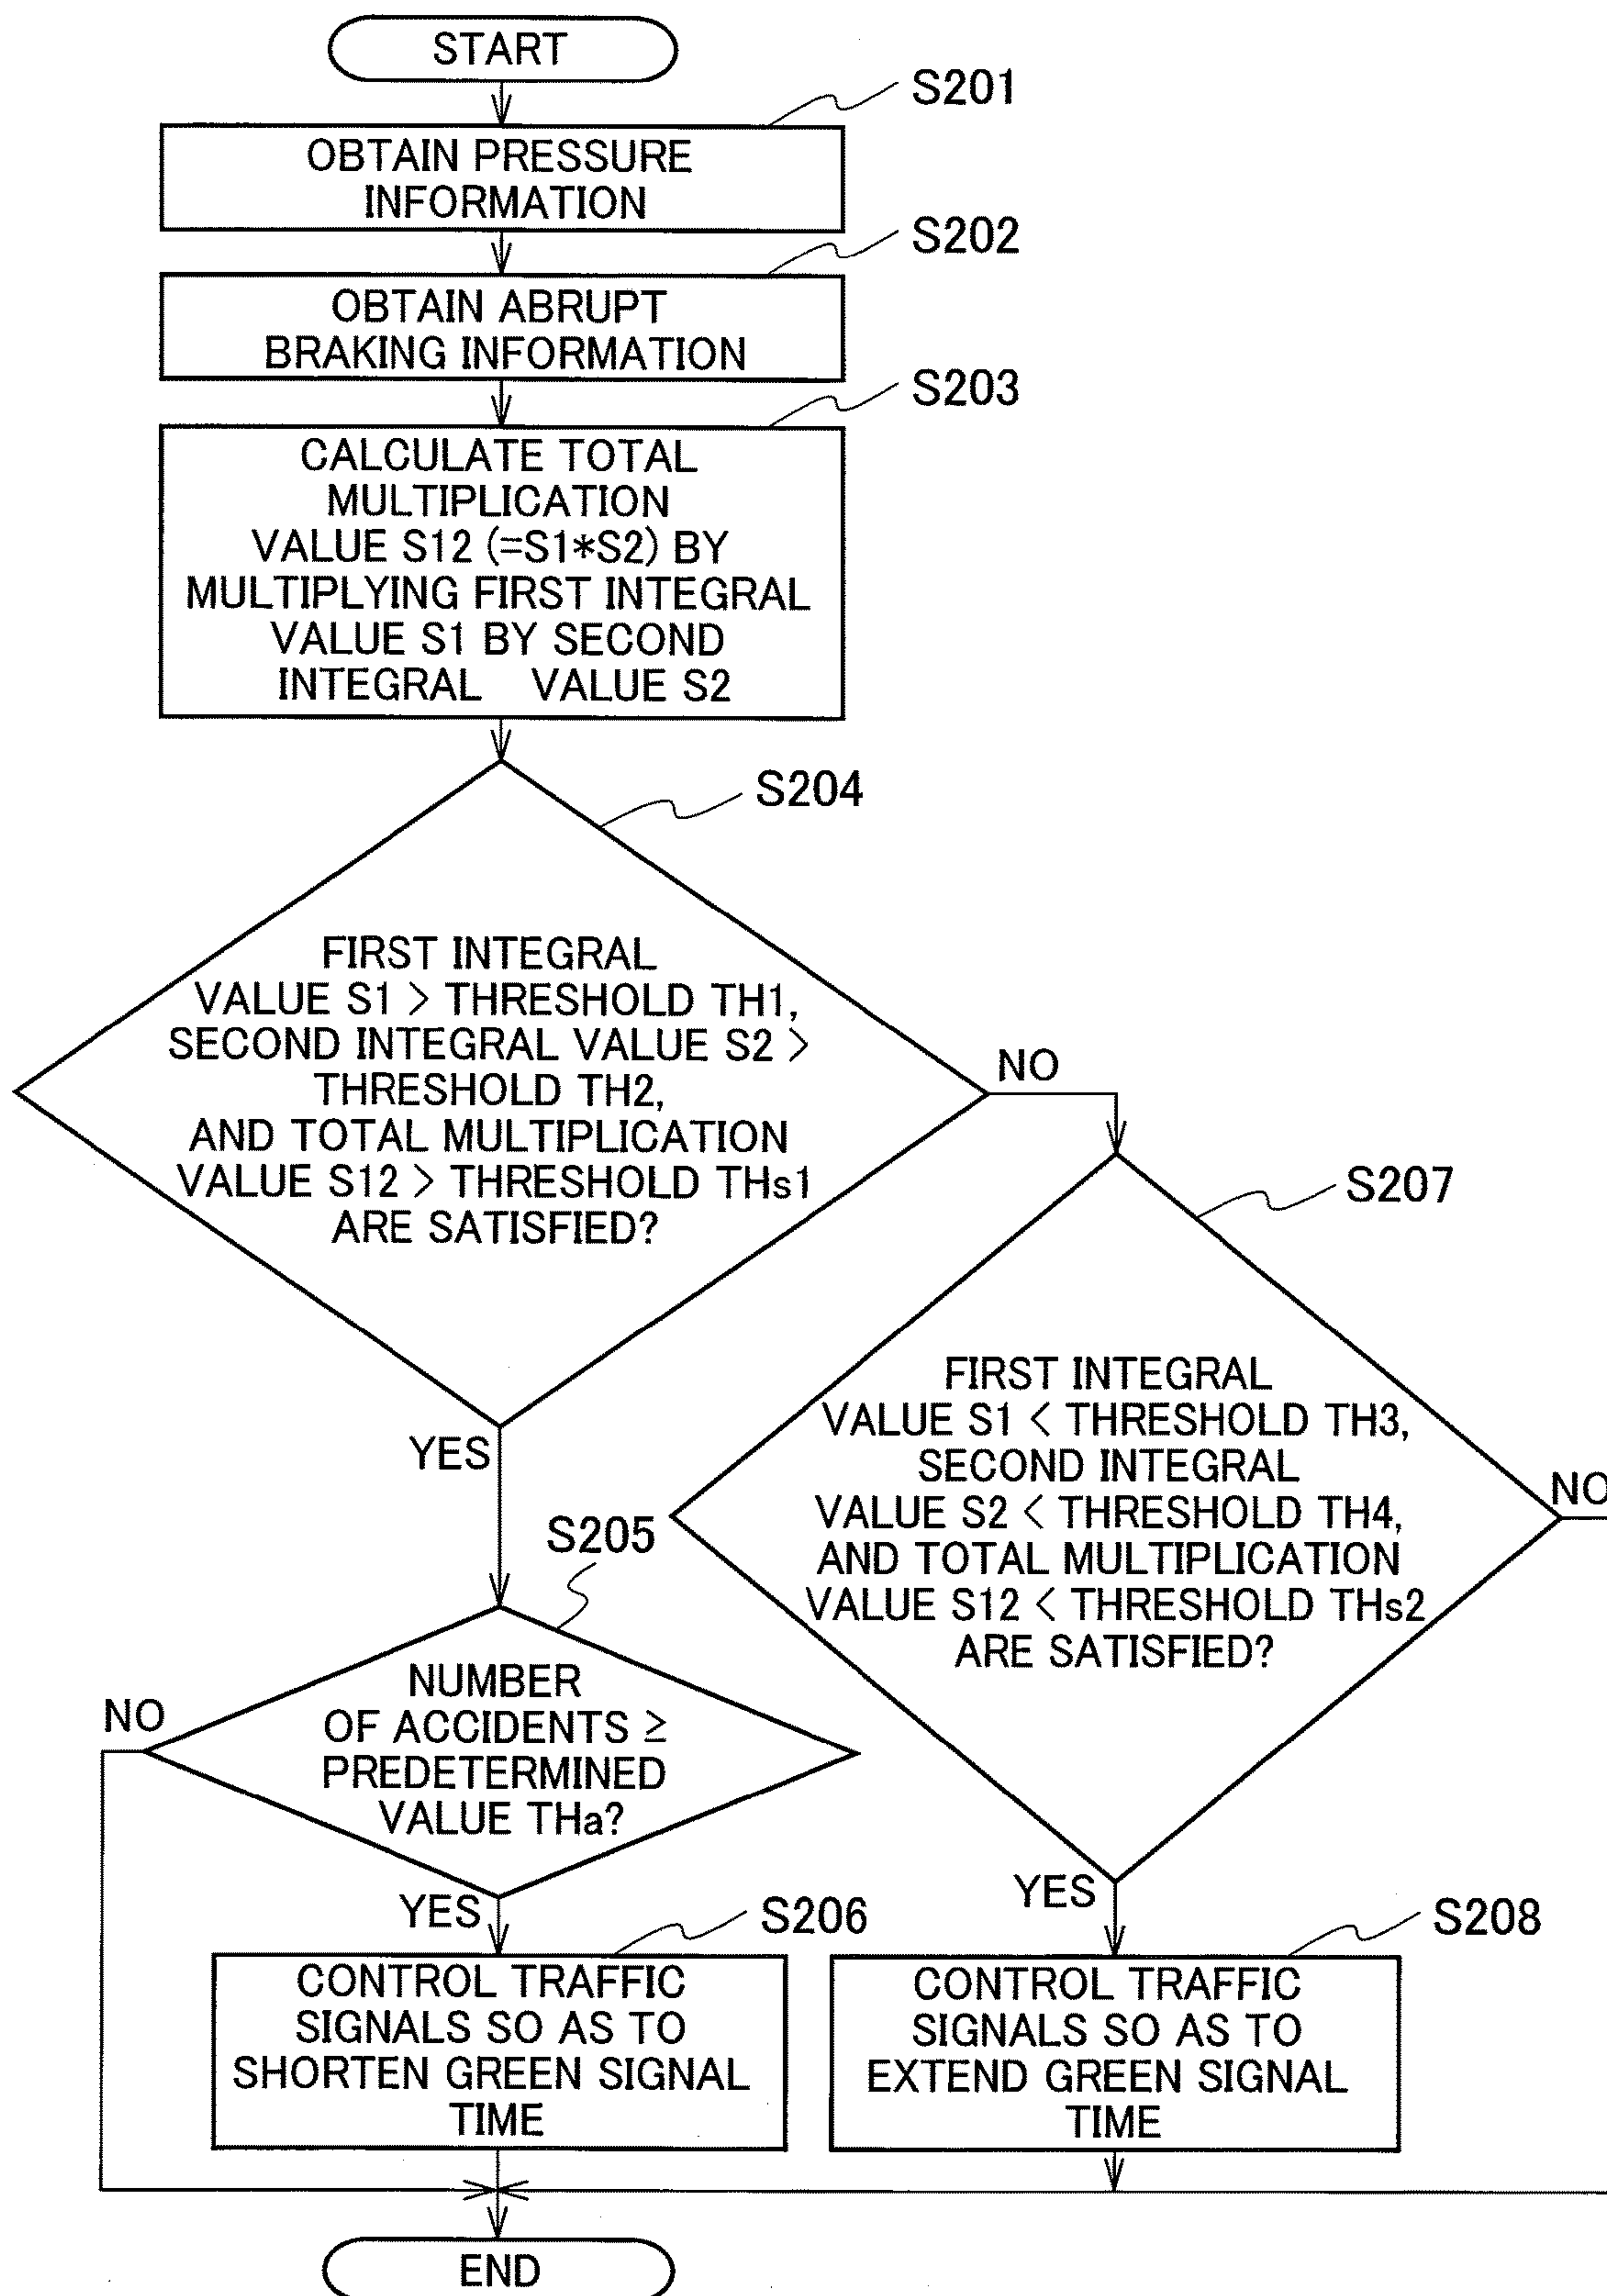 START
S201
OBTAIN PRESSURE
INFORMATION
S202
OBTAIN ABRUPT
BRAKING INFORMATION
S203
CALCULATE TOTAL
MULTIPLICATION
VALUE S12 (=S1*S2) BY
MULTIPLYING FIRST INTEGRAL
VALUE S1 BY SECOND
INTEGRAL VALUE S2
S204
FIRST INTEGRAL
VALUE S1 > THRESHOLD TH1,
SECOND INTEGRAL VALUE S2 >
THRESHOLD TH2,
AND TOTAL MULTIPLICATION
VALUE S12 > THRESHOLD THs1
ARE SATISFIED?
NO
YES
S207
FIRST INTEGRAL
VALUE S1 < THRESHOLD TH3,
SECOND INTEGRAL
VALUE S2 < THRESHOLD TH4,
AND TOTAL MULTIPLICATION
VALUE S12 < THRESHOLD THs2
ARE SATISFIED?
NO
YES
S205
NUMBER
OF ACCIDENTS ≥
PREDETERMINED
VALUE THa?
NO
YES
S206
CONTROL TRAFFIC
SIGNALS SO AS TO
SHORTEN GREEN SIGNAL
TIME
S208
CONTROL TRAFFIC
SIGNALS SO AS TO
EXTEND GREEN SIGNAL
TIME
END